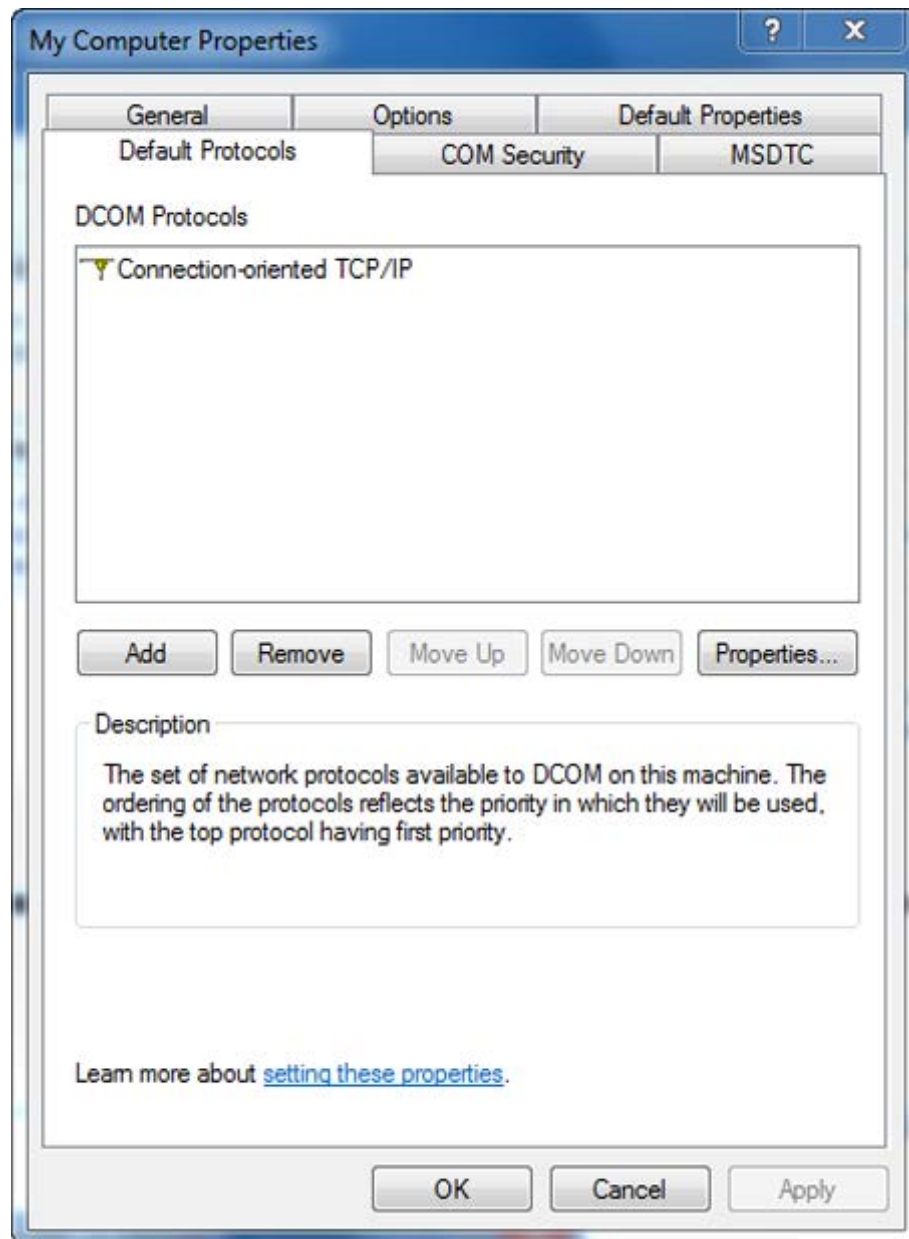 My Computer Properties
General Options Default Properties
Default Protocols COM Security MSDTC
DCOM Protocols
Connection-oriented TCP/IP
Add Remove Move Up Move Down Properties...
Description
The set of network protocols available to DCOM on this machine. The
ordering of the protocols reflects the priority in which they will be used,
with the top protocol having first priority.
Learn more about setting these properties.
OK Cancel Apply